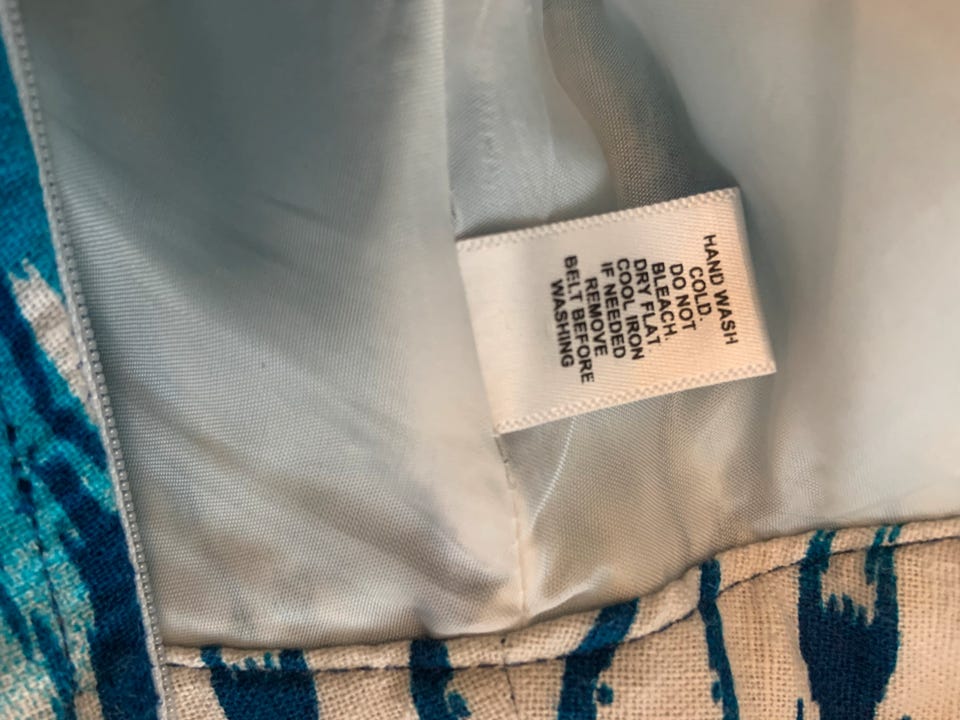 HAND WASH
COLD.
DO NOT
BLEACH.
DRY FLAT.
COOL IRON
IF NEEDED
REMOVE
BELT BEFORE
WASHING